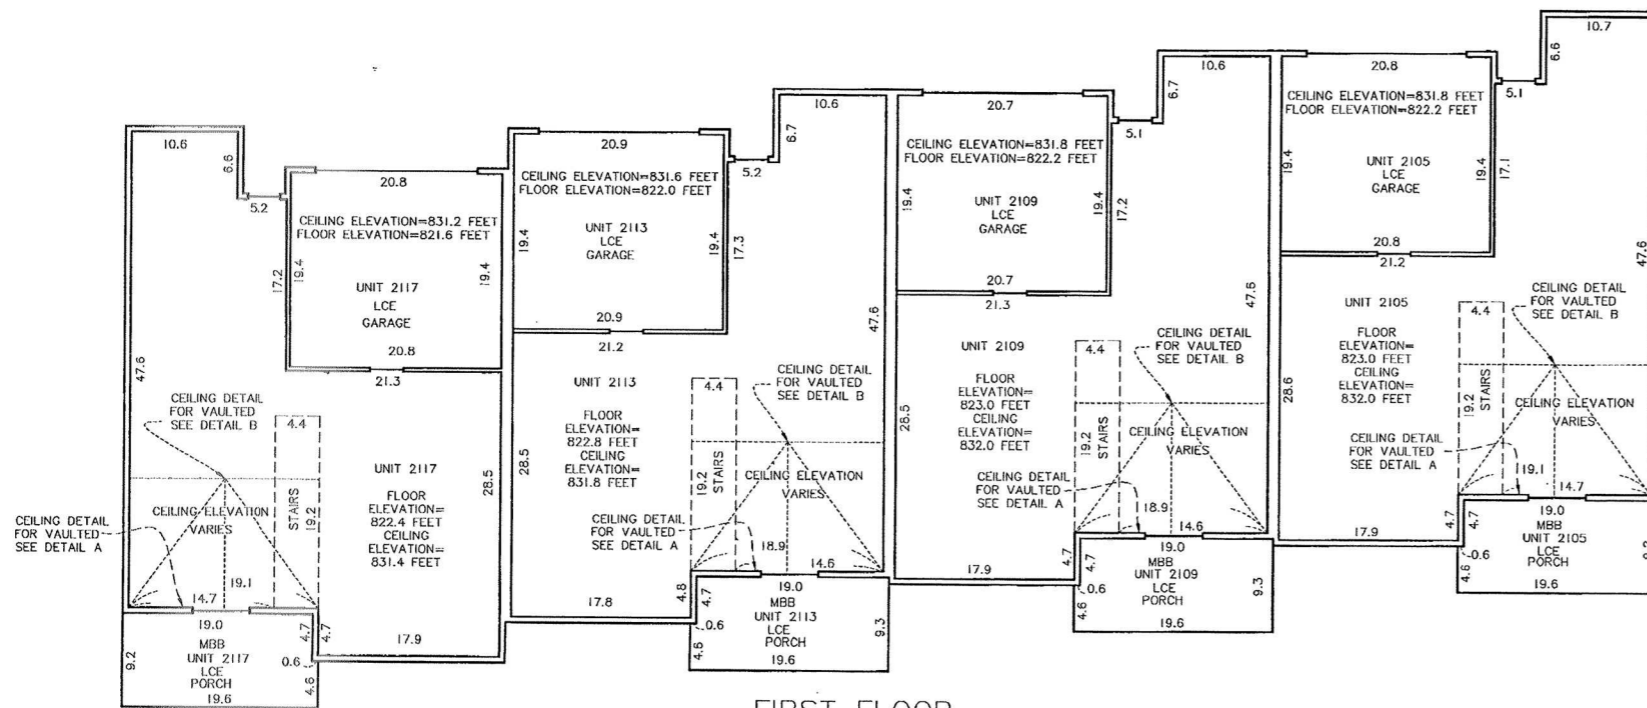 10.6
6.6
5.2
20.8
CEILING ELEVATION=831.2 FEET
FLOOR ELEVATION=821.6 FEET
17.2
19.4
19.4
UNIT 2117
LCE
GARAGE
20.8
21.3
47.6
CEILING DETAIL
FOR VAULTED
SEE DETAIL B
4.4
UNIT 2117
FLOOR
ELEVATION=
822.4 FEET
CEILING
ELEVATION=
831.4 FEET
28.5
STAIRS
19.2
CEILING ELEVATION
VARIES
CEILING DETAIL
FOR VAULTED
SEE DETAIL A
19.1
14.7
19.0
MBB
UNIT 2117
LCE
PORCH
9.2
4.7
4.7
0.6
4.6
17.9
19.6
20.9
CEILING ELEVATION=831.6 FEET
FLOOR ELEVATION=822.0 FEET
UNIT 2113
LCE
GARAGE
19.4
19.4
17.3
5.2
6.7
10.6
20.9
21.2
47.6
UNIT 2113
FLOOR
ELEVATION=
822.8 FEET
CEILING
ELEVATION=
831.8 FEET
28.5
4.4
CEILING DETAIL
FOR VAULTED
SEE DETAIL B
19.2
STAIRS
CEILING ELEVATION
VARIES
CEILING DETAIL
FOR VAULTED
SEE DETAIL A
18.9
14.6
17.8
4.8
4.7
0.6
4.6
19.0
MBB
UNIT 2113
LCE
PORCH
9.3
19.6
20.7
CEILING ELEVATION=831.8 FEET
FLOOR ELEVATION=822.2 FEET
UNIT 2109
LCE
GARAGE
19.4
19.4
17.2
5.1
6.7
10.6
20.7
21.3
47.6
UNIT 2109
FLOOR
ELEVATION=
823.0 FEET
CEILING
ELEVATION=
832.0 FEET
28.5
4.4
CEILING DETAIL
FOR VAULTED
SEE DETAIL B
19.2
STAIRS
CEILING ELEVATION
VARIES
CEILING DETAIL
FOR VAULTED
SEE DETAIL A
18.9
14.6
17.9
4.7
4.7
0.6
4.6
19.0
MBB
UNIT 2109
LCE
PORCH
9.3
19.6
20.8
CEILING ELEVATION=831.8 FEET
FLOOR ELEVATION=822.2 FEET
UNIT 2105
LCE
GARAGE
19.4
19.4
17.1
5.1
6.6
10.7
20.8
21.2
47.6
UNIT 2105
FLOOR
ELEVATION=
823.0 FEET
CEILING
ELEVATION=
832.0 FEET
28.6
4.4
CEILING DETAIL
FOR VAULTED
SEE DETAIL B
19.2
STAIRS
CEILING ELEVATION
VARIES
CEILING DETAIL
FOR VAULTED
SEE DETAIL A
19.1
14.7
17.9
4.7
4.7
0.6
4.6
19.0
MBB
UNIT 2105
LCE
PORCH
19.6
FIRST FLOOR